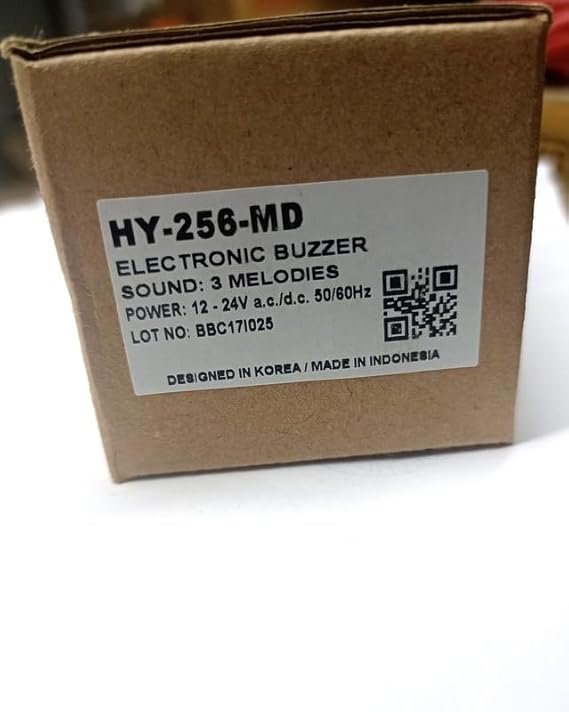 HY-256-MD
ELECTRONIC BUZZER
SOUND: 3 MELODIES
POWER: 12 - 24V a.c./d.c. 50/60Hz
LOT NO: BBC17I025
DESIGNED IN KOREA / MADE IN INDONESIA